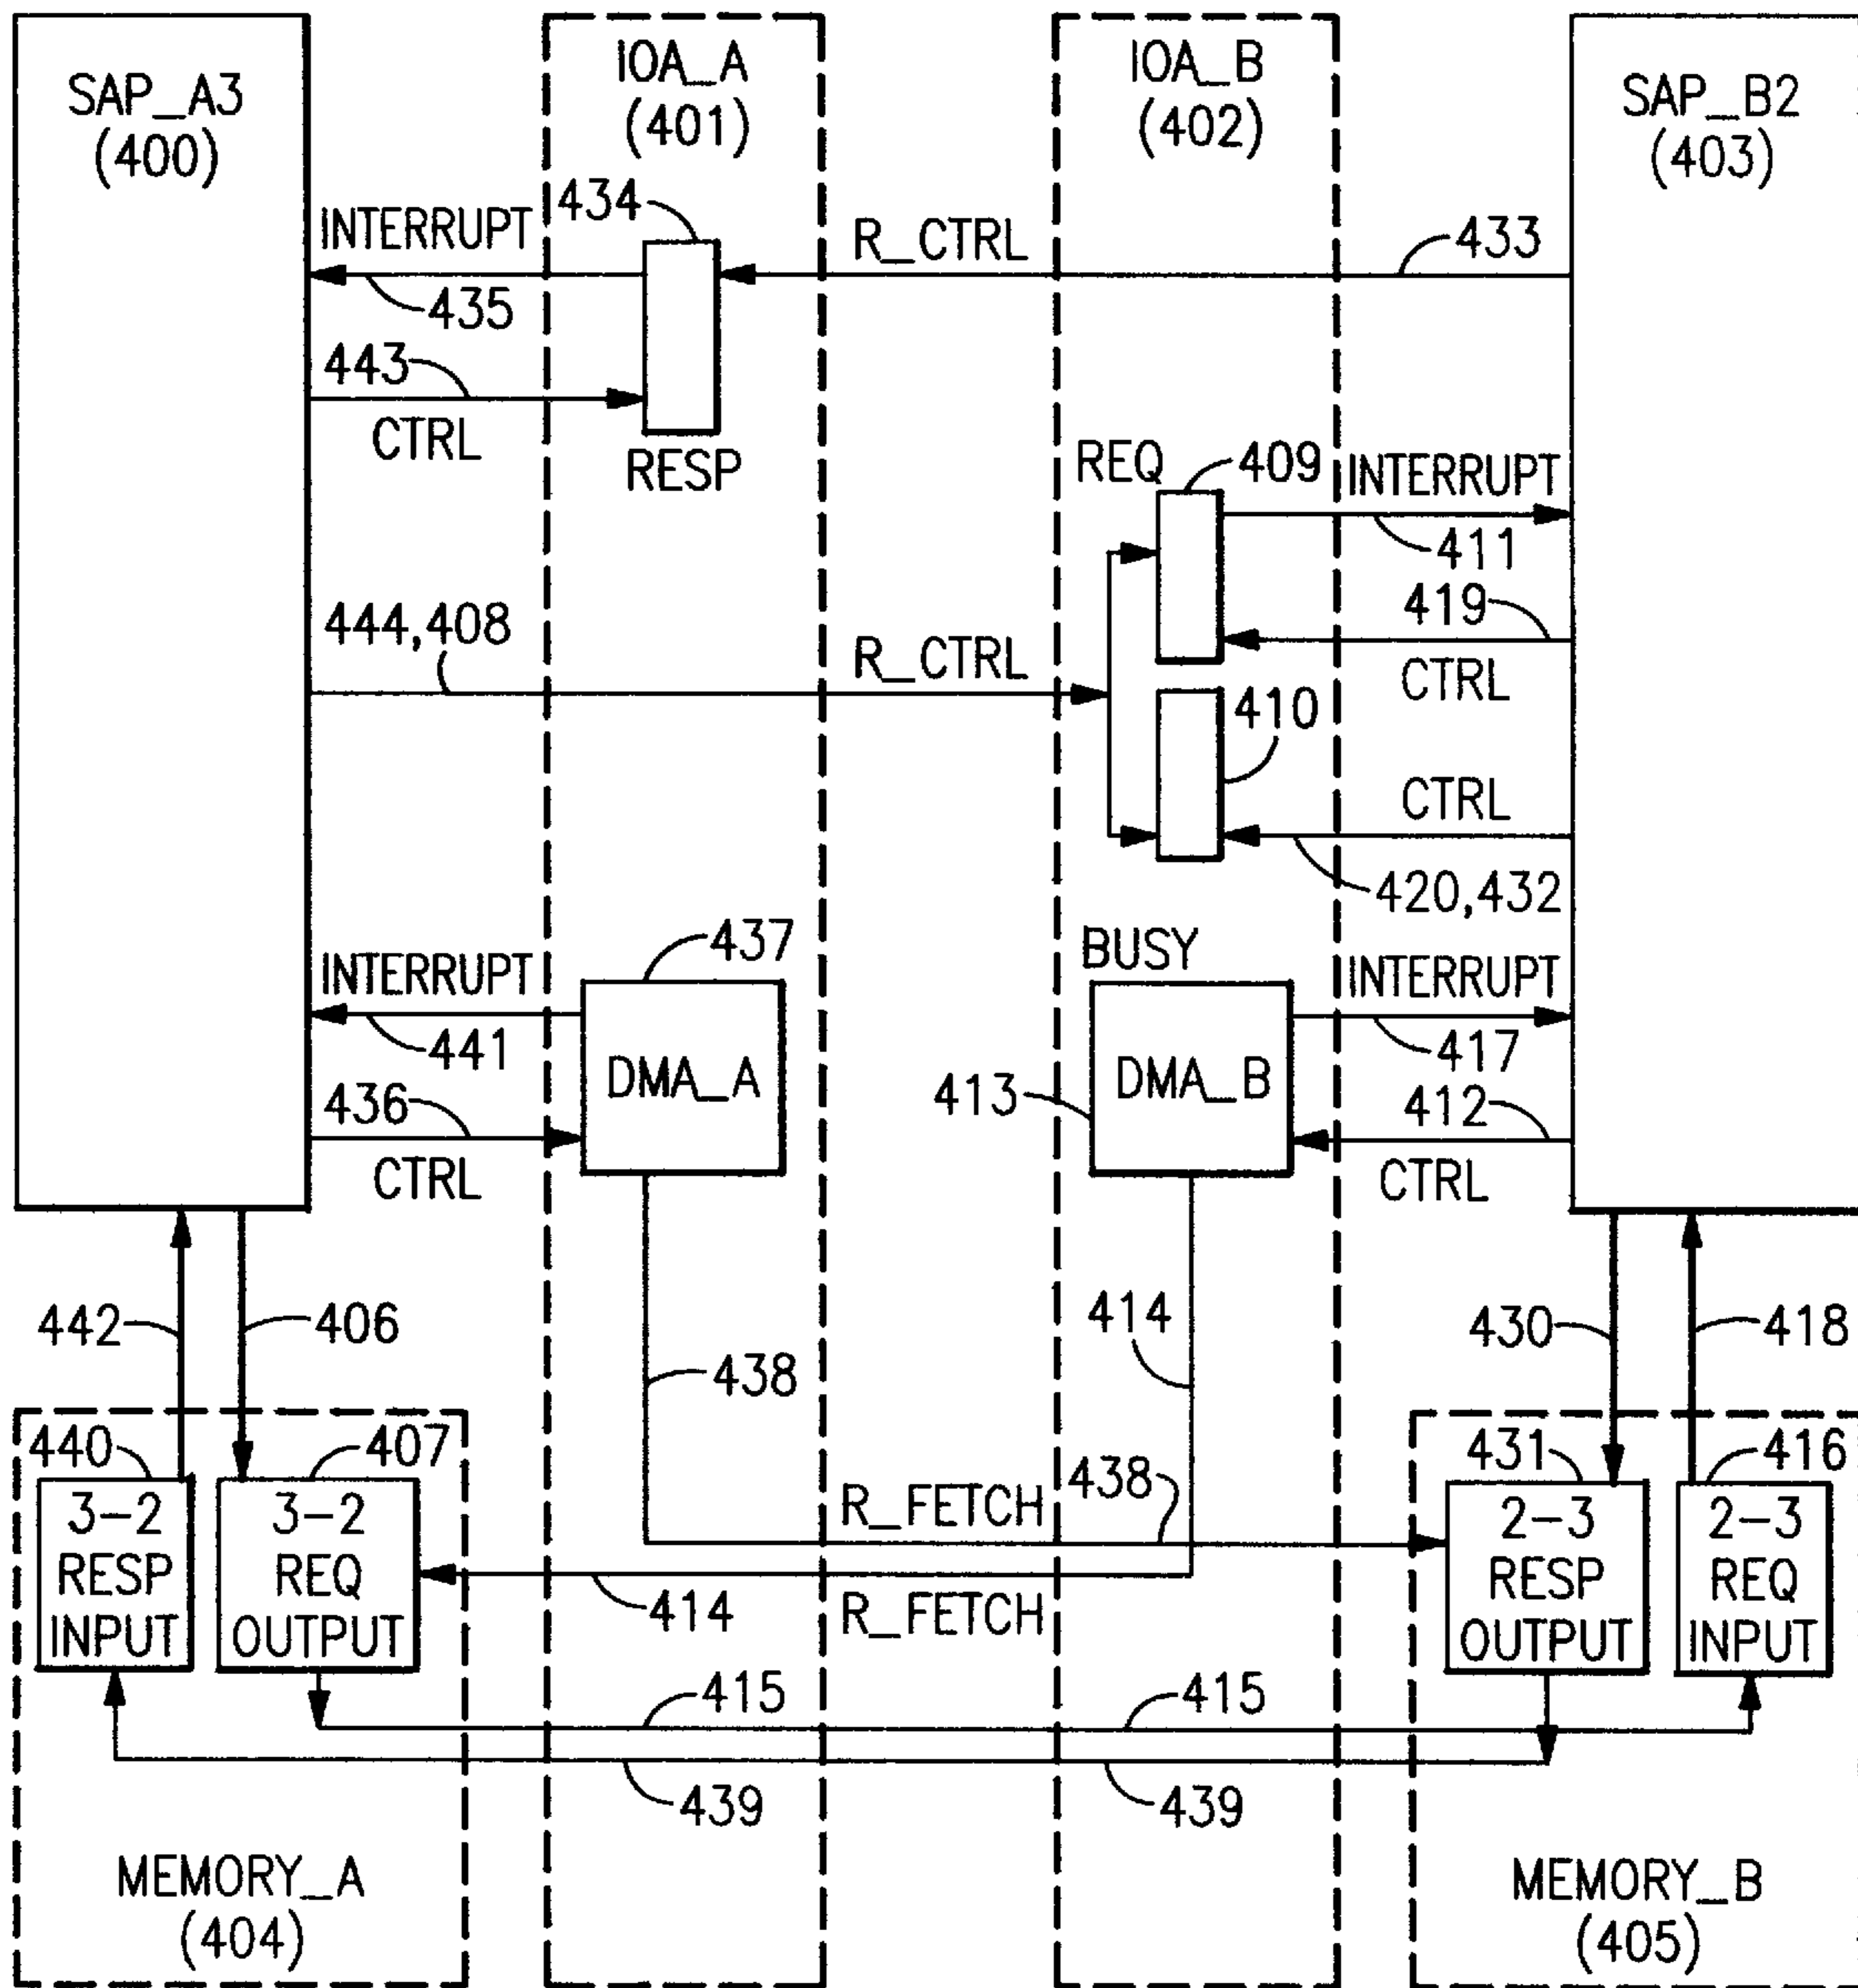 SAP_A3
(400)
IOA_A
(401)
IOA_B
(402)
SAP_B2
(403)
434
INTERRUPT
R_CTRL
433
435
443
CTRL
RESP
REQ
409
INTERRUPT
411
419
444,408
R_CTRL
CTRL
410
CTRL
420,432
437
BUSY
INTERRUPT
INTERRUPT
441
DMA_A
413
DMA_B
417
436
412
CTRL
CTRL
442
406
414
430
418
438
440
407
438
431
416
3-2
RESP
INPUT
3-2
REQ
OUTPUT
R_FETCH
2-3
RESP
OUTPUT
2-3
REQ
INPUT
414
R_FETCH
415
415
439
439
MEMORY_A
(404)
MEMORY_B
(405)